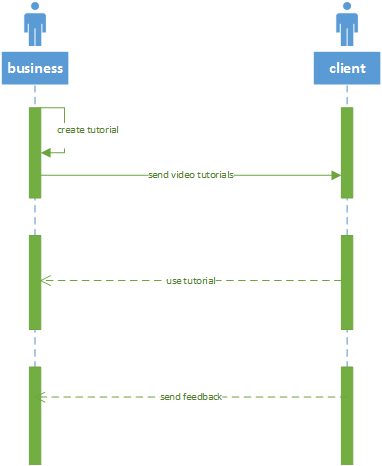 business
client
create tutorial
send video tutorials
use tutorial
send feedback